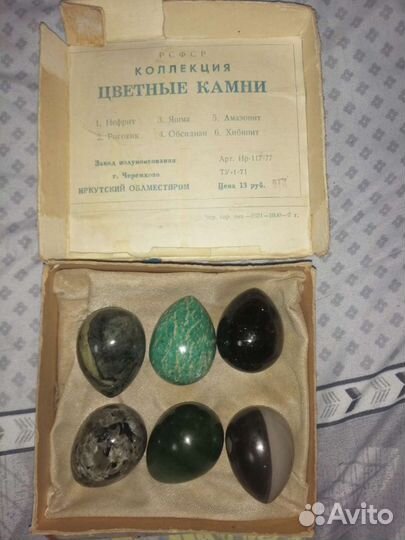 РСФСР
КОЛЛЕКЦИЯ
ЦВЕТНЫЕ КАМНИ
1. Нефрит 3. Яшма 5. Амазонит
2. Роговик 4. Обсидиан 6. Хибинит
Завод
г. Черемхово
ИРКУТСКИЙ ОБЛМЕСТПРОМ
Арт. Ир-117-77
ТУ-1-71
Цена 13 руб.
Avito